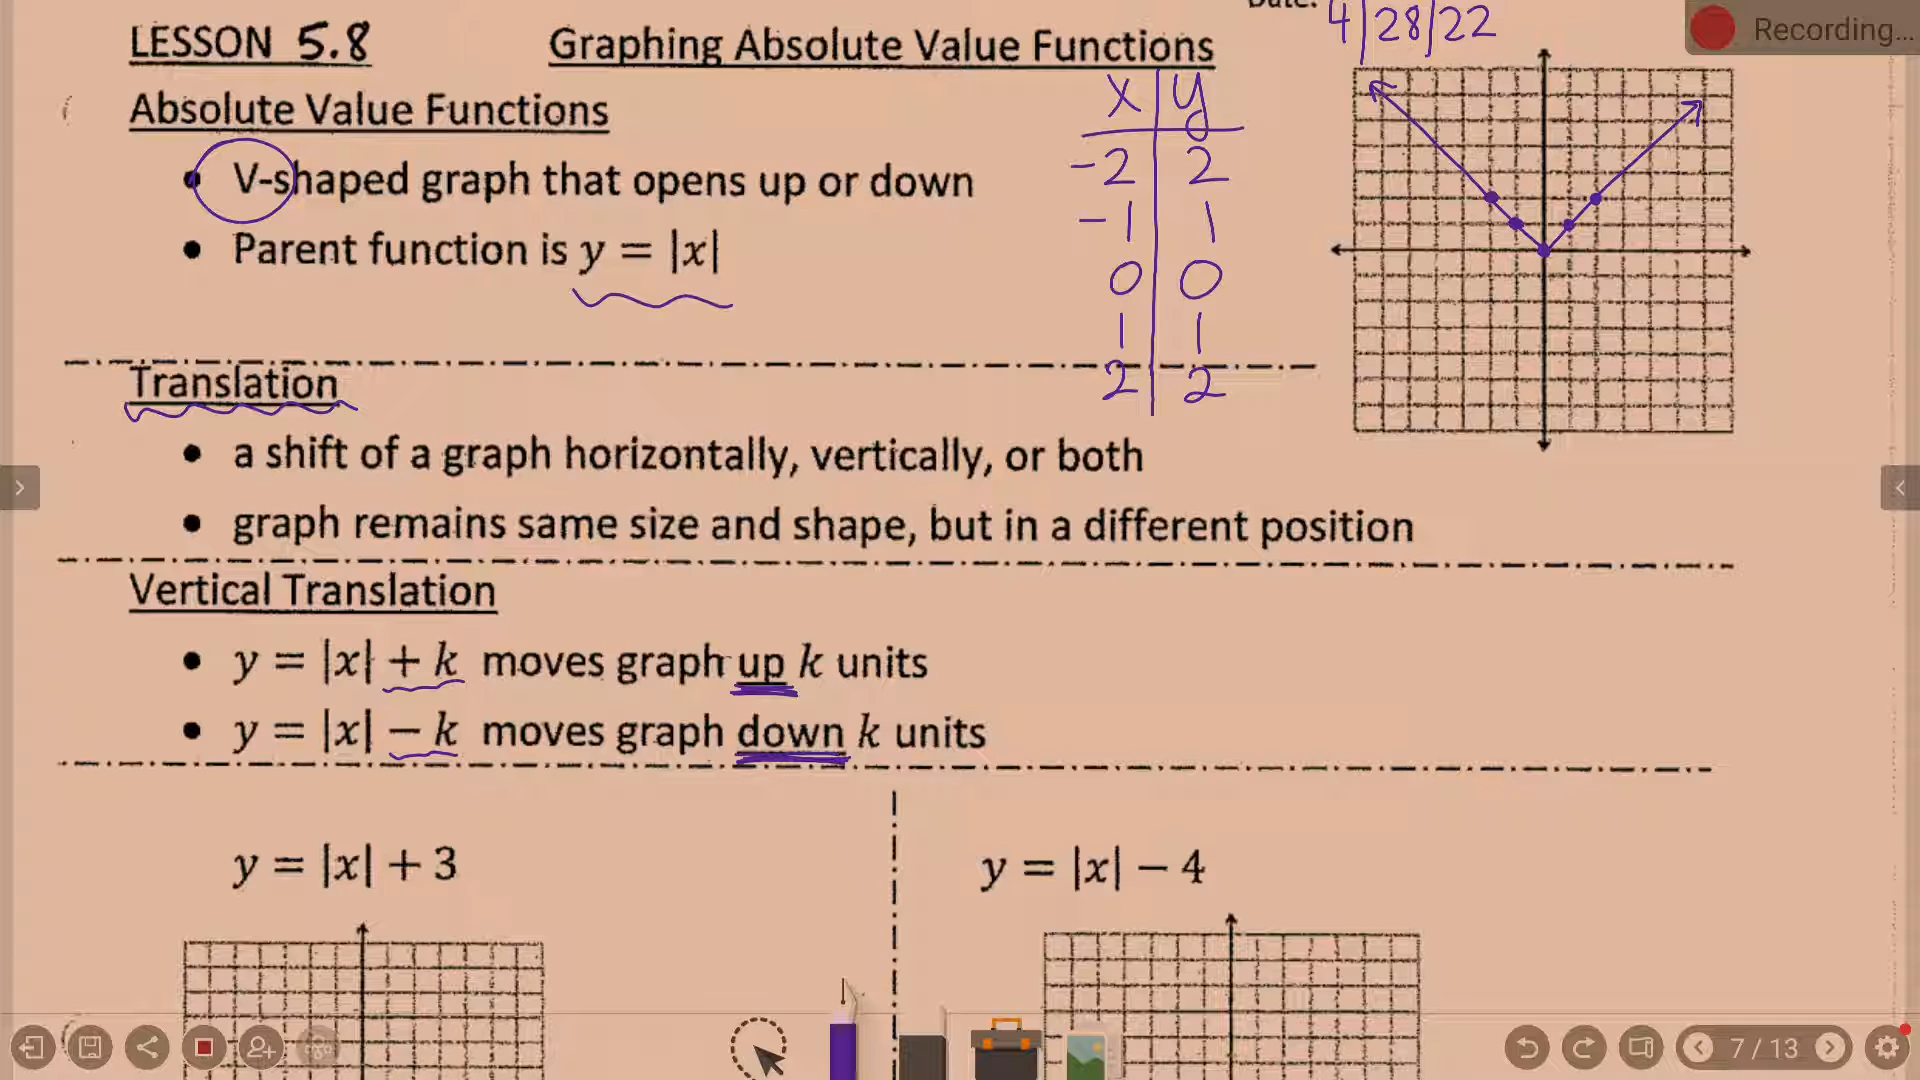 Date: 4/28/22
Recording...
LESSON 5.8 Graphing Absolute Value Functions
Absolute Value Functions
• V-shaped graph that opens up or down
• Parent function is y = |x|
x y
-2 2
-1 1
0 0
1 1
2 2
Translation
• a shift of a graph horizontally, vertically, or both
• graph remains same size and shape, but in a different position
Vertical Translation
• y = |x| + k moves graph up k units
• y = |x| − k moves graph down k units
y = |x| + 3
y = |x| − 4
7 / 13